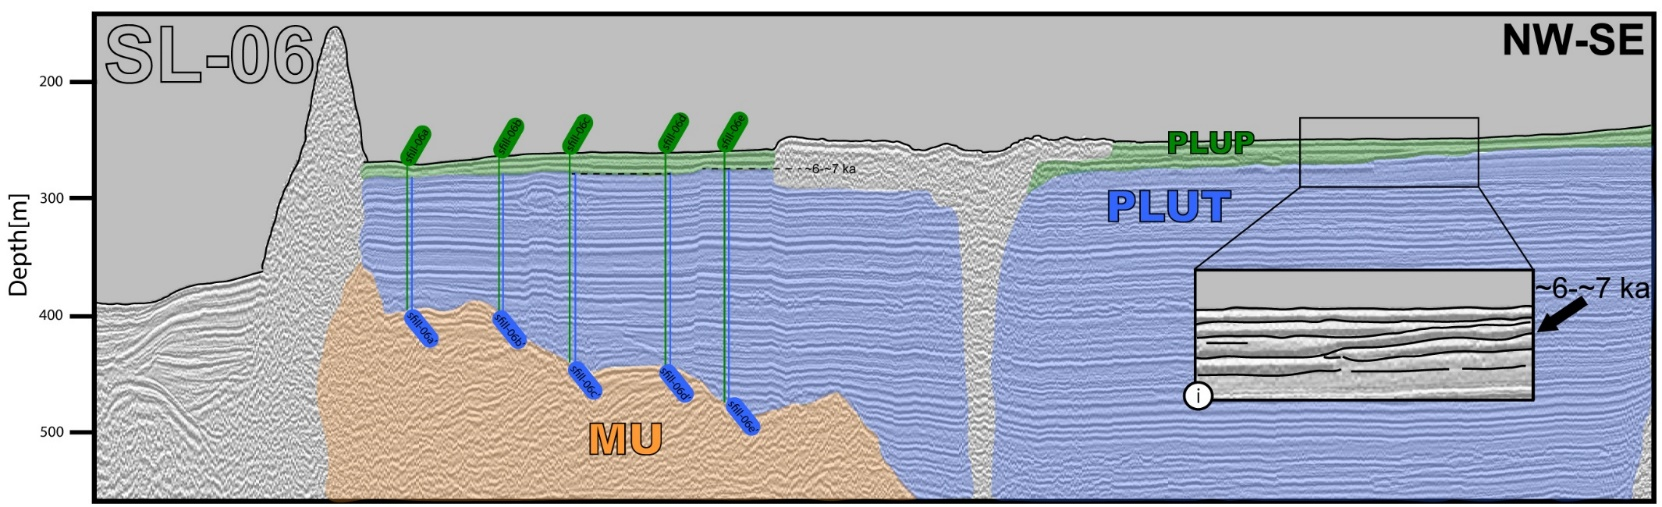 SL-06
NW-SE
200
300
400
500
Depth[m]
sfill-06a
sfill-06b
sfill-06c
sfill-06d
sfill-06e
PLUP
~6-~7 ka
PLUT
~6-~7 ka
sfill-06a
sfill-06b
sfill-06c
sfill-06d
sfill-06e
MU
i